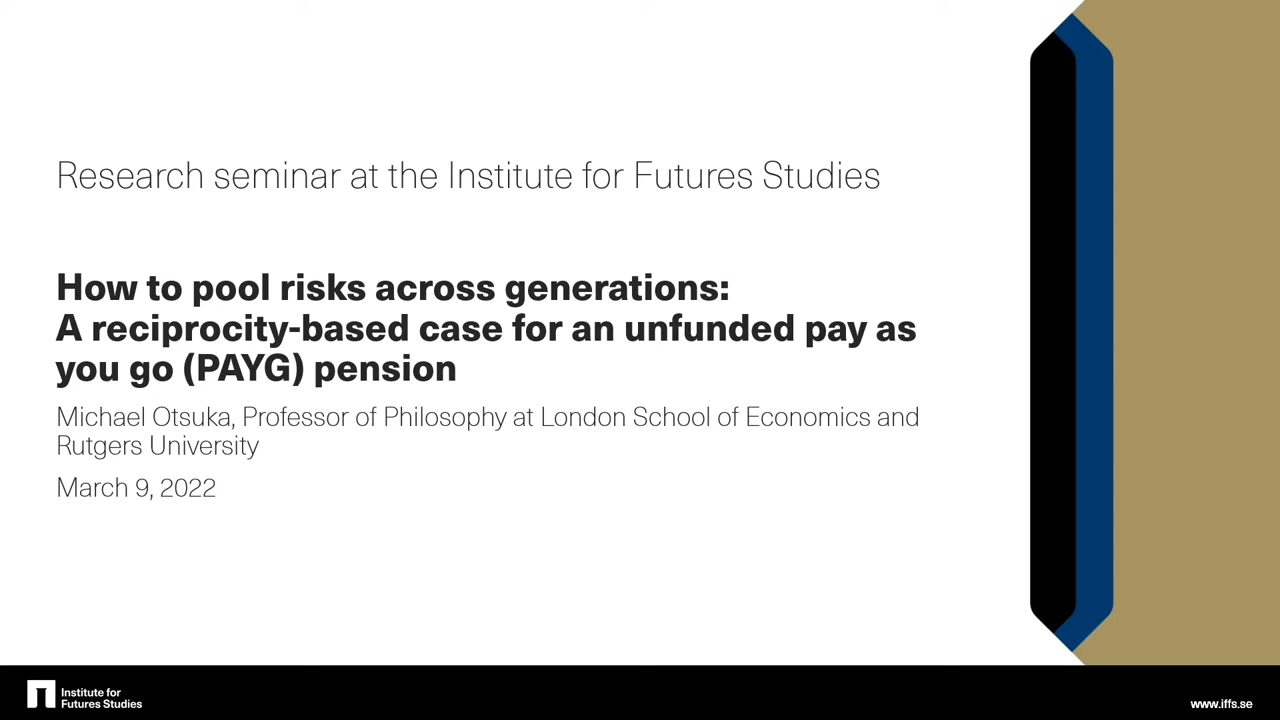 Research seminar at the Institute for Futures Studies
How to pool risks across generations:
A reciprocity-based case for an unfunded pay as
you go (PAYG) pension
Michael Otsuka, Professor of Philosophy at London School of Economics and
Rutgers University
March 9, 2022
Institute for
Futures Studies
www.iffs.se